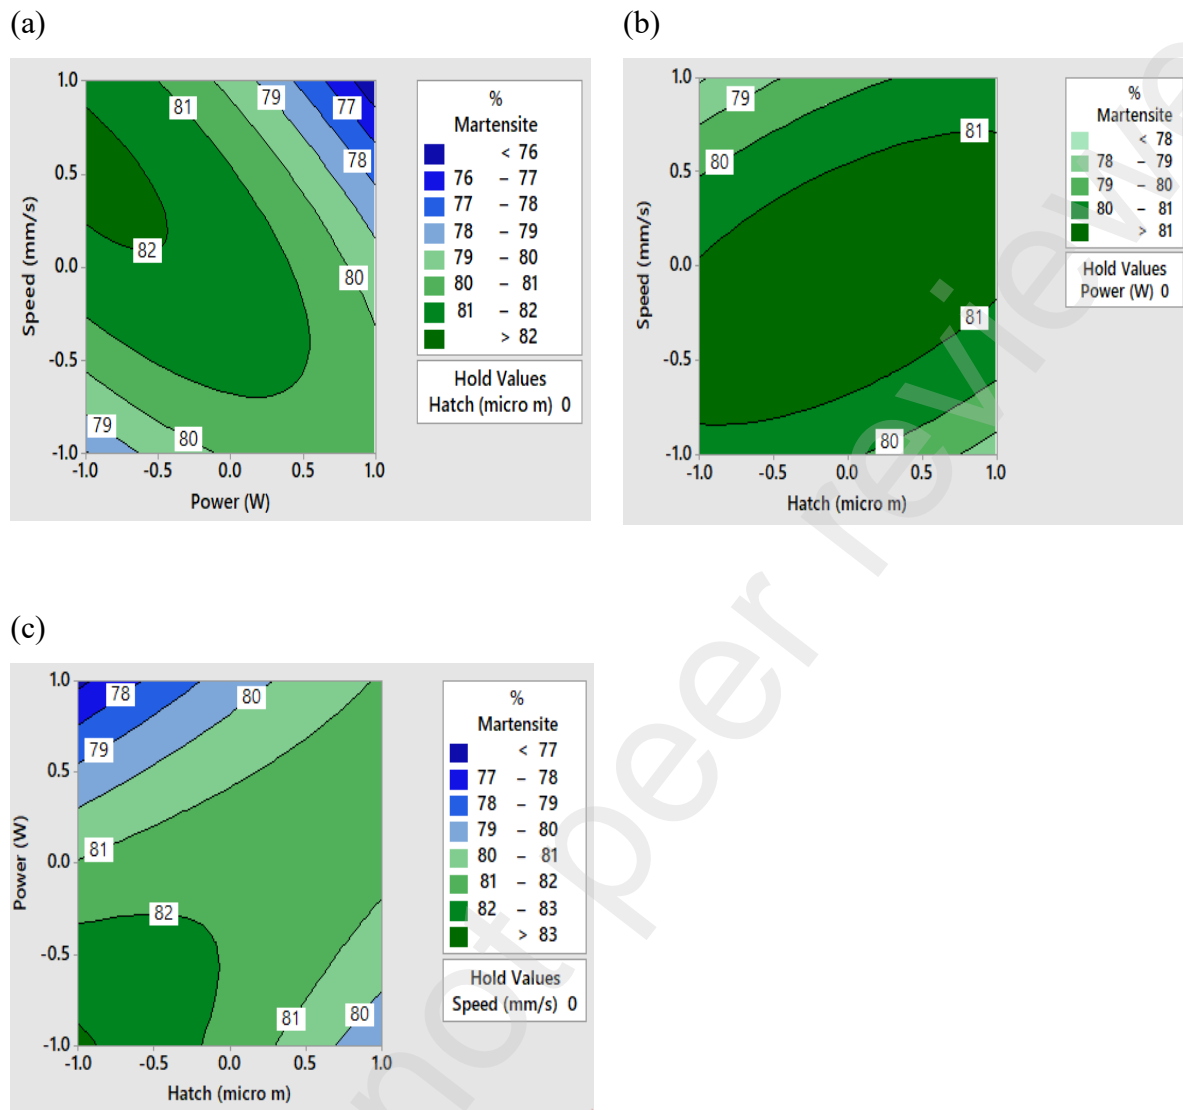 (a)
1.0
0.5
0.0
-0.5
-1.0
Speed (mm/s)
-1.0 -0.5 0.0 0.5 1.0
Power (W)
81
79
77
78
82
80
79
80
%
Martensite
< 76
76 – 77
77 – 78
78 – 79
79 – 80
80 – 81
81 – 82
> 82
Hold Values
Hatch (micro m) 0
(b)
1.0
0.5
0.0
-0.5
-1.0
Speed (mm/s)
-1.0 -0.5 0.0 0.5 1.0
Hatch (micro m)
79
81
80
81
80
%
Martensite
< 78
78 – 79
79 – 80
80 – 81
> 81
Hold Values
Power (W) 0
(c)
1.0
0.5
0.0
-0.5
-1.0
Power (W)
-1.0 -0.5 0.0 0.5 1.0
Hatch (micro m)
78
80
79
81
82
81
80
%
Martensite
< 77
77 – 78
78 – 79
79 – 80
80 – 81
81 – 82
82 – 83
> 83
Hold Values
Speed (mm/s) 0
not peer reviewe